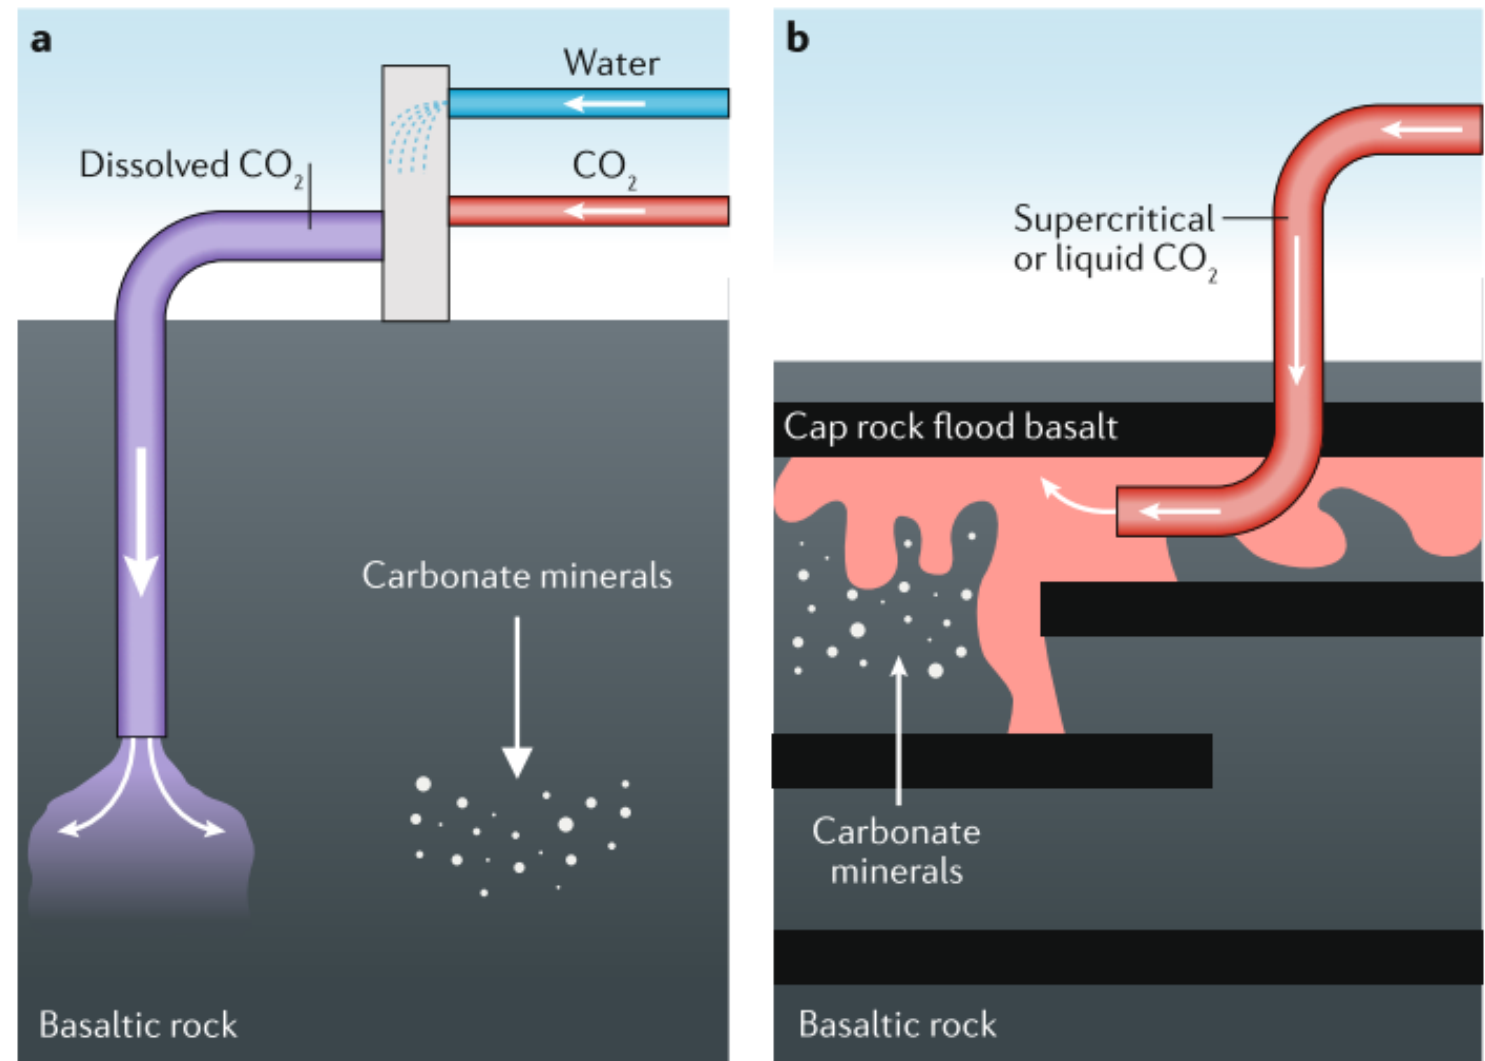 a
Water
Dissolved CO₂
CO₂
Carbonate minerals
Basaltic rock
b
Supercritical
or liquid CO₂
Cap rock flood basalt
Carbonate
minerals
Basaltic rock